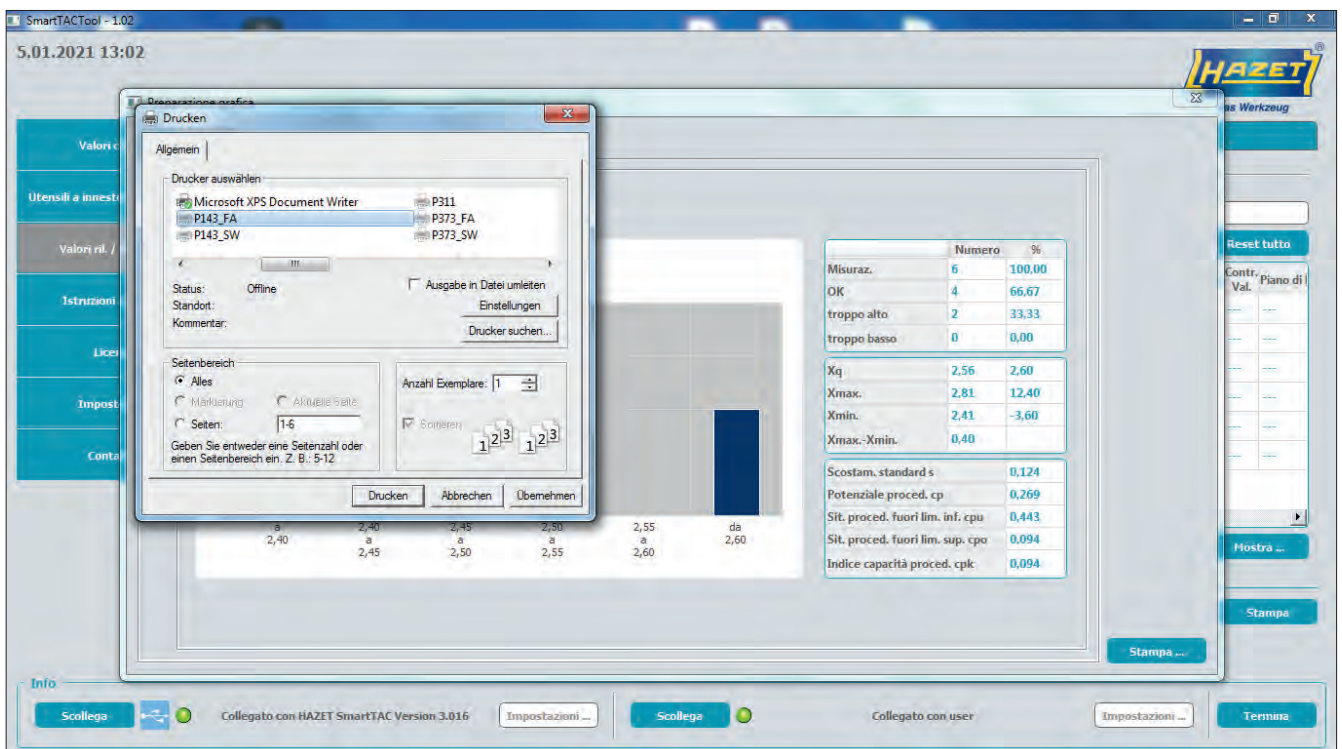 SmartTACTool - 1.02
5.01.2021 13:02
HAZET
®
as Werkzeug
Preparazione grafica
Drucken
Allgemein
Drucker auswählen
Microsoft XPS Document Writer
P311
P143_FA
P373_FA
P143_SW
P373_SW
Status: Offline
Ausgabe in Datei umleiten
Standort:
Einstellungen
Kommentar:
Drucker suchen...
Seitenbereich
Alles
Markierung
Aktuelle Seite
Seiten: 1-6
Geben Sie entweder eine Seitenzahl oder
einen Seitenbereich ein. Z. B.: 5-12
Anzahl Exemplare: 1
Sortieren
1 2 3 1 2 3
Drucken
Abbrechen
Übernehmen
Valori
Utensili a innest
Valori ril. /
Istruzioni
Licen
Impost
Conta
a
2,40
2,40
a
2,45
2,45
a
2,50
2,50
a
2,55
2,55
a
2,60
da
2,60
Numero %
Misuraz. 6 100,00
OK 4 66,67
troppo alto 2 33,33
troppo basso 0 0,00
Xq 2,56 2,60
Xmax. 2,81 12,40
Xmin. 2,41 -3,60
Xmax.-Xmin. 0,40
Scostam. standard s 0,124
Potenziale proced. cp 0,269
Sit. proced. fuori lim. inf. cpu 0,443
Sit. proced. fuori lim. sup. cpo 0,094
Indice capacità proced. cpk 0,094
Stampa ...
Reset tutto
Contr. Val.
Piano di
--- ---
--- ---
--- ---
--- ---
--- ---
--- ---
Mostra ...
Stampa
Info
Scollega
Collegato con HAZET SmartTAC Version 3.016
Impostazioni ...
Scollega
Collegato con user
Impostazioni ...
Termina